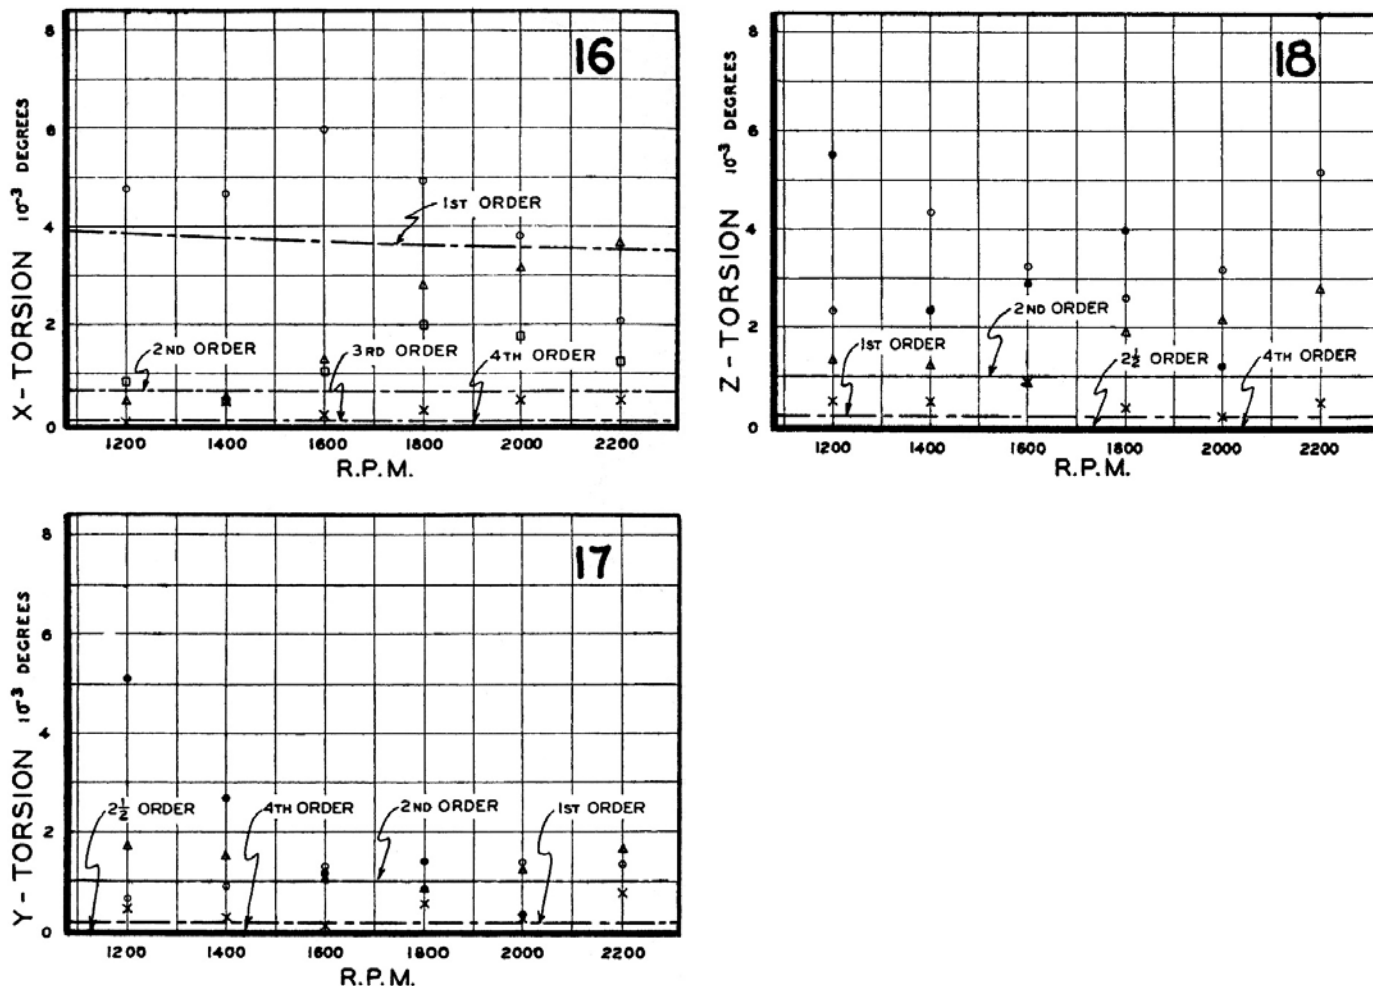 16
X-TORSION 10⁻³ DEGREES
8
6
4
2
0
1ST ORDER
2ND ORDER
3RD ORDER
4TH ORDER
1200 1400 1600 1800 2000 2200
R.P.M.
18
Z-TORSION 10⁻³ DEGREES
8
6
4
2
0
2ND ORDER
1ST ORDER
2½ ORDER
4TH ORDER
1200 1400 1600 1800 2000 2200
R.P.M.
17
Y-TORSION 10⁻³ DEGREES
8
6
4
2
0
2½ ORDER
4TH ORDER
2ND ORDER
1ST ORDER
1200 1400 1600 1800 2000 2200
R.P.M.